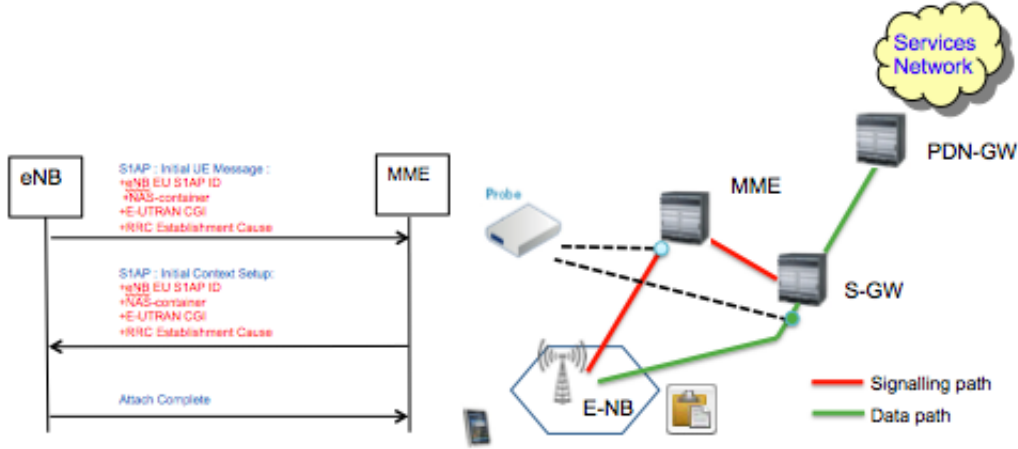 eNB
MME
S1AP : Initial UE Message :
+eNB EU S1AP ID
+NAS-container
+E-UTRAN CGI
+RRC Establishment Cause
S1AP : Initial Context Setup:
+eNB EU S1AP ID
+NAS-container
+E-UTRAN CGI
+RRC Establishment Cause
Attach Complete
Services
Network
PDN-GW
MME
Probe
S-GW
E-NB
Signalling path
Data path